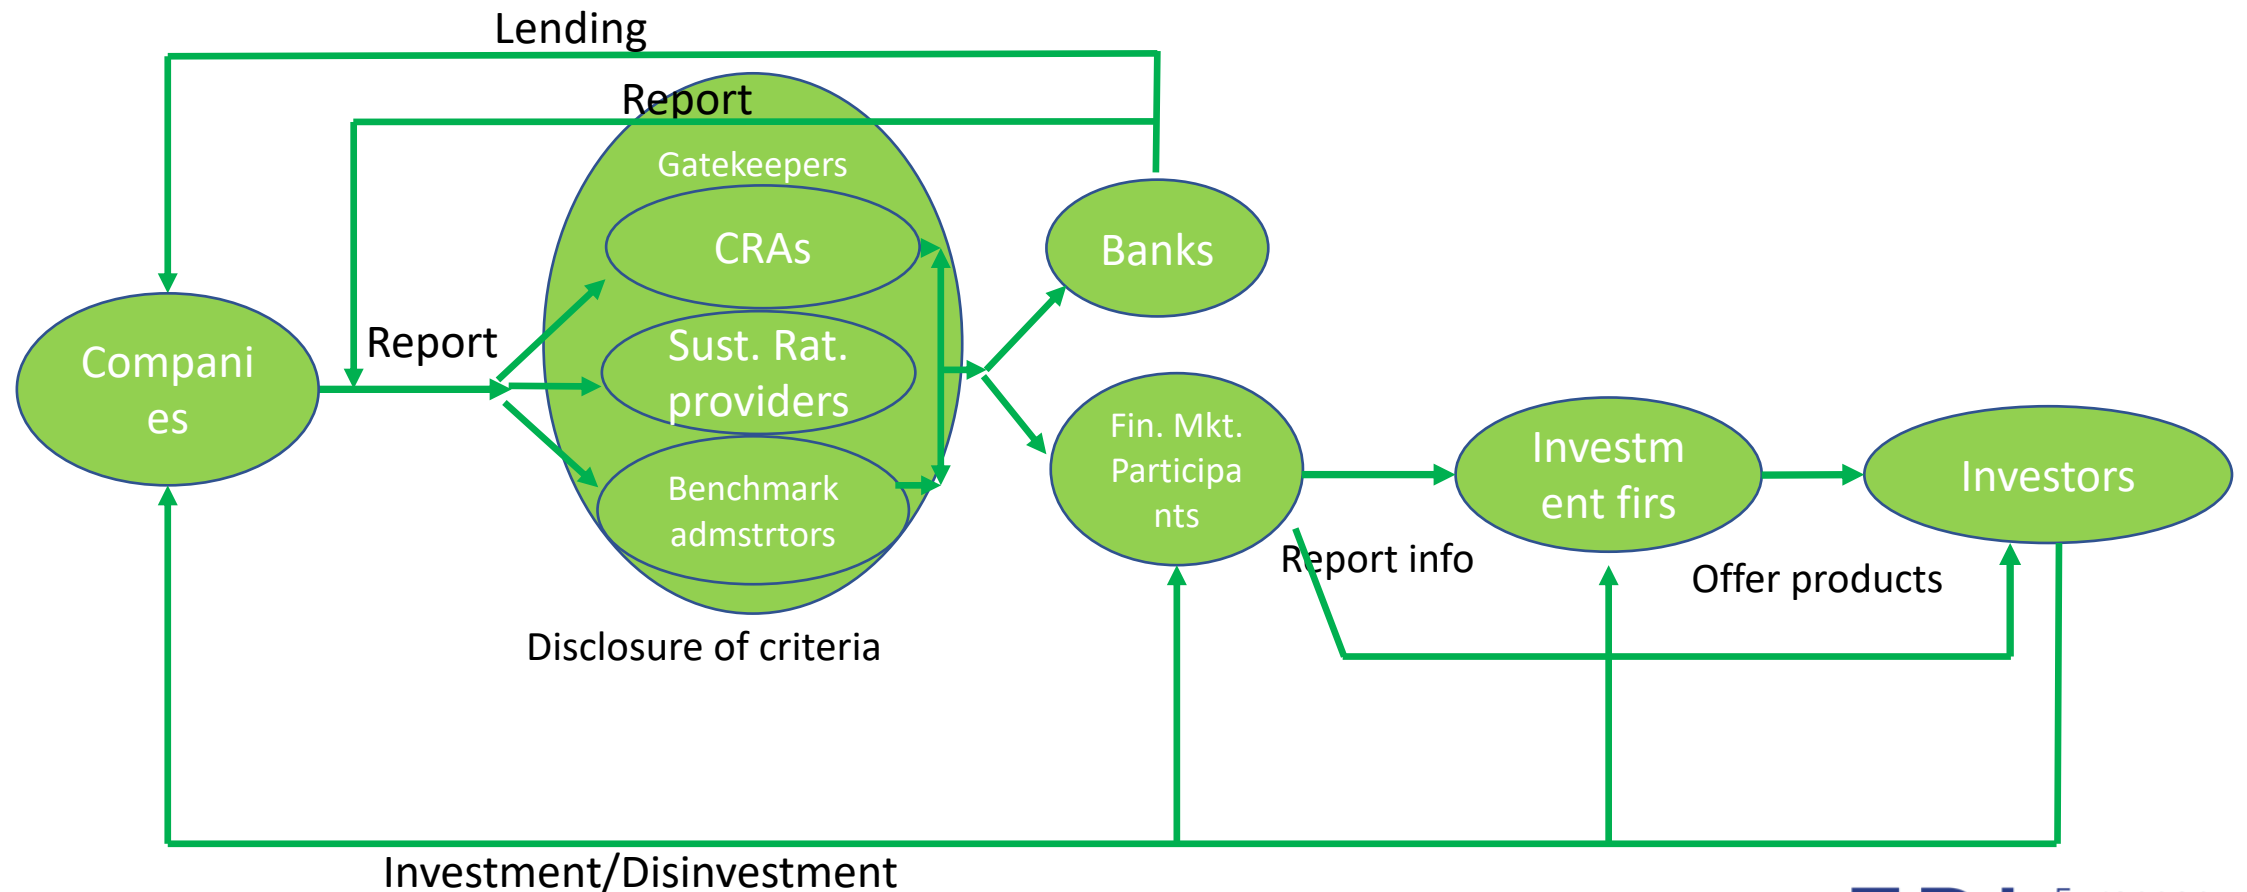 Lending
Report
Gatekeepers
CRAs
Banks
Compani
es
Report
Sust. Rat.
providers
Benchmark
admstrtors
Fin. Mkt.
Participa
nts
Investm
ent firs
Investors
Report info
Offer products
Disclosure of criteria
Investment/Disinvestment